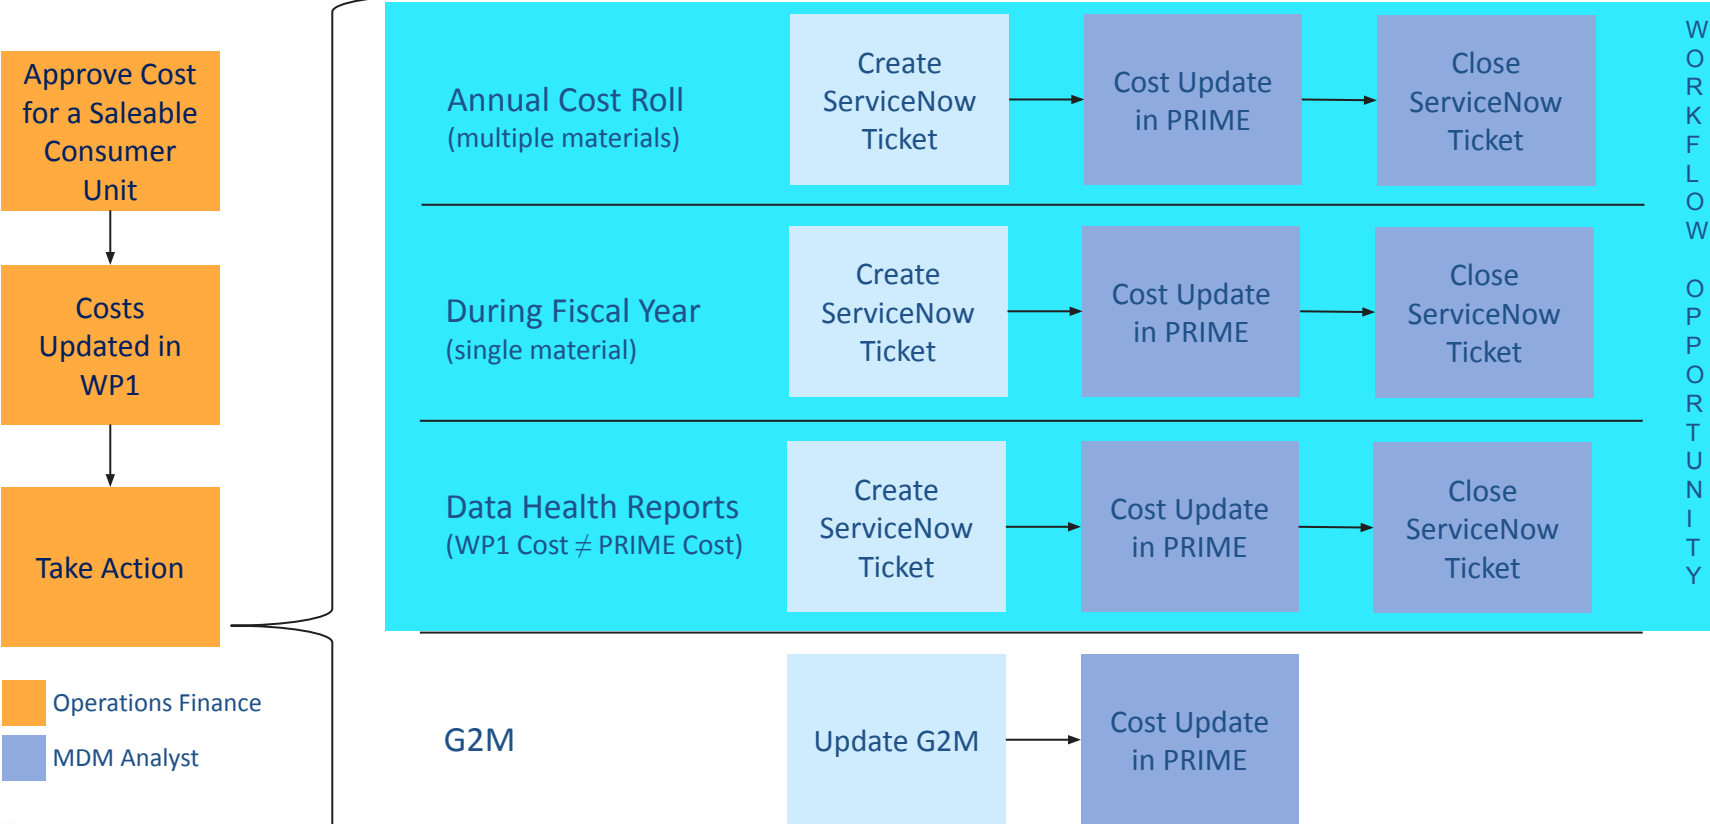 Approve Cost
for a Saleable
Consumer
Unit
Costs
Updated in
WP1
Take Action
Operations Finance
MDM Analyst
Annual Cost Roll
(multiple materials)
Create
ServiceNow
Ticket
Cost Update
in PRIME
Close
ServiceNow
Ticket
During Fiscal Year
(single material)
Create
ServiceNow
Ticket
Cost Update
in PRIME
Close
ServiceNow
Ticket
Data Health Reports
(WP1 Cost ≠ PRIME Cost)
Create
ServiceNow
Ticket
Cost Update
in PRIME
Close
ServiceNow
Ticket
G2M
Update G2M
Cost Update
in PRIME
WORKFLOW OPPORTUNITY